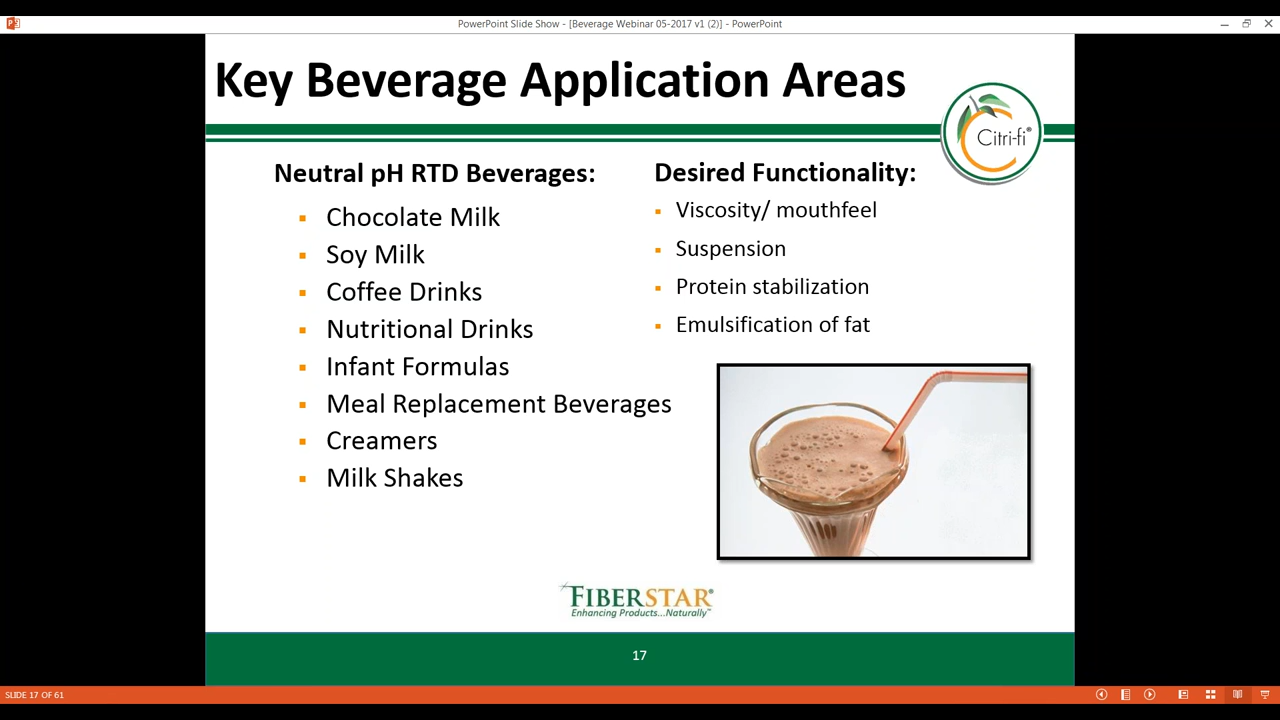 PowerPoint Slide Show - [Beverage Webinar 05-2017 v1 (2)] - PowerPoint
Key Beverage Application Areas
Citri-fi®
Neutral pH RTD Beverages:
Chocolate Milk
Soy Milk
Coffee Drinks
Nutritional Drinks
Infant Formulas
Meal Replacement Beverages
Creamers
Milk Shakes
Desired Functionality:
Viscosity/ mouthfeel
Suspension
Protein stabilization
Emulsification of fat
FIBERSTAR®
Enhancing Products...Naturally™
17
SLIDE 17 OF 61